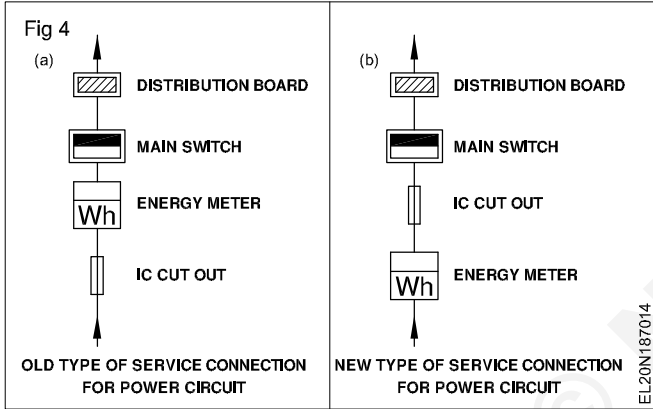 Fig 4
(a)
DISTRIBUTION BOARD
MAIN SWITCH
ENERGY METER
Wh
IC CUT OUT
OLD TYPE OF SERVICE CONNECTION
FOR POWER CIRCUIT
(b)
DISTRIBUTION BOARD
MAIN SWITCH
IC CUT OUT
ENERGY METER
Wh
NEW TYPE OF SERVICE CONNECTION
FOR POWER CIRCUIT
EL20N187014